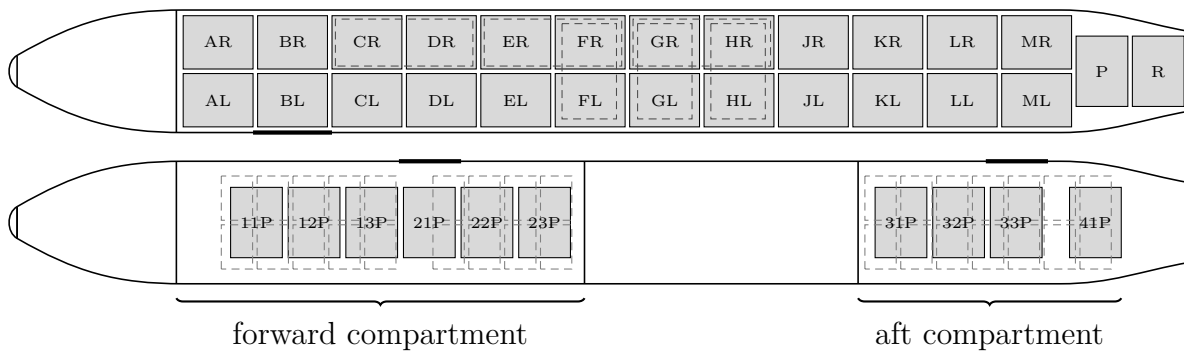 AR BR CR DR ER FR GR HR JR KR LR MR
P R
AL BL CL DL EL FL GL HL JL KL LL ML
11P 12P 13P 21P 22P 23P 31P 32P 33P 41P
forward compartment aft compartment